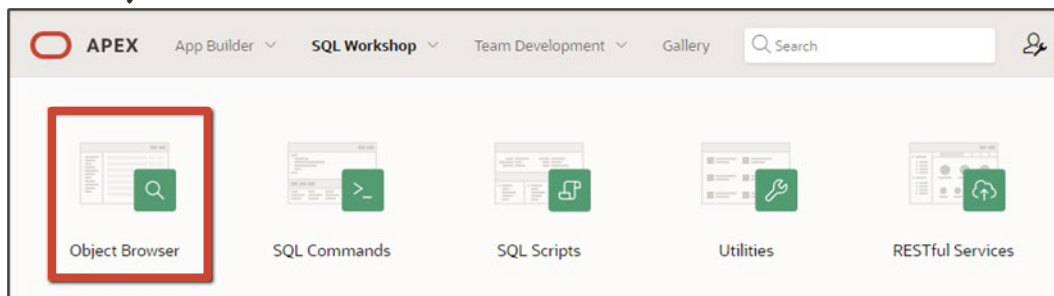 APEX App Builder SQL Workshop Team Development Gallery Search
Object Browser SQL Commands SQL Scripts Utilities RESTful Services